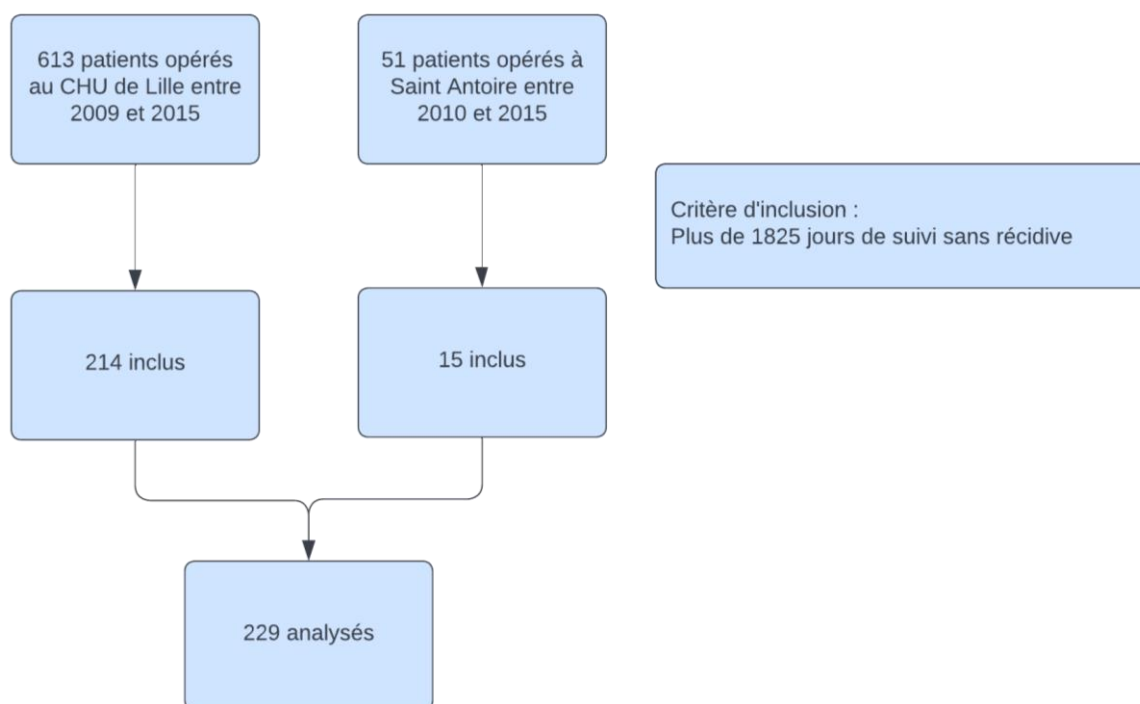 613 patients opérés
au CHU de Lille entre
2009 et 2015
51 patients opérés à
Saint Antoire entre
2010 et 2015
Critère d'inclusion :
Plus de 1825 jours de suivi sans récidive
214 inclus
15 inclus
229 analysés